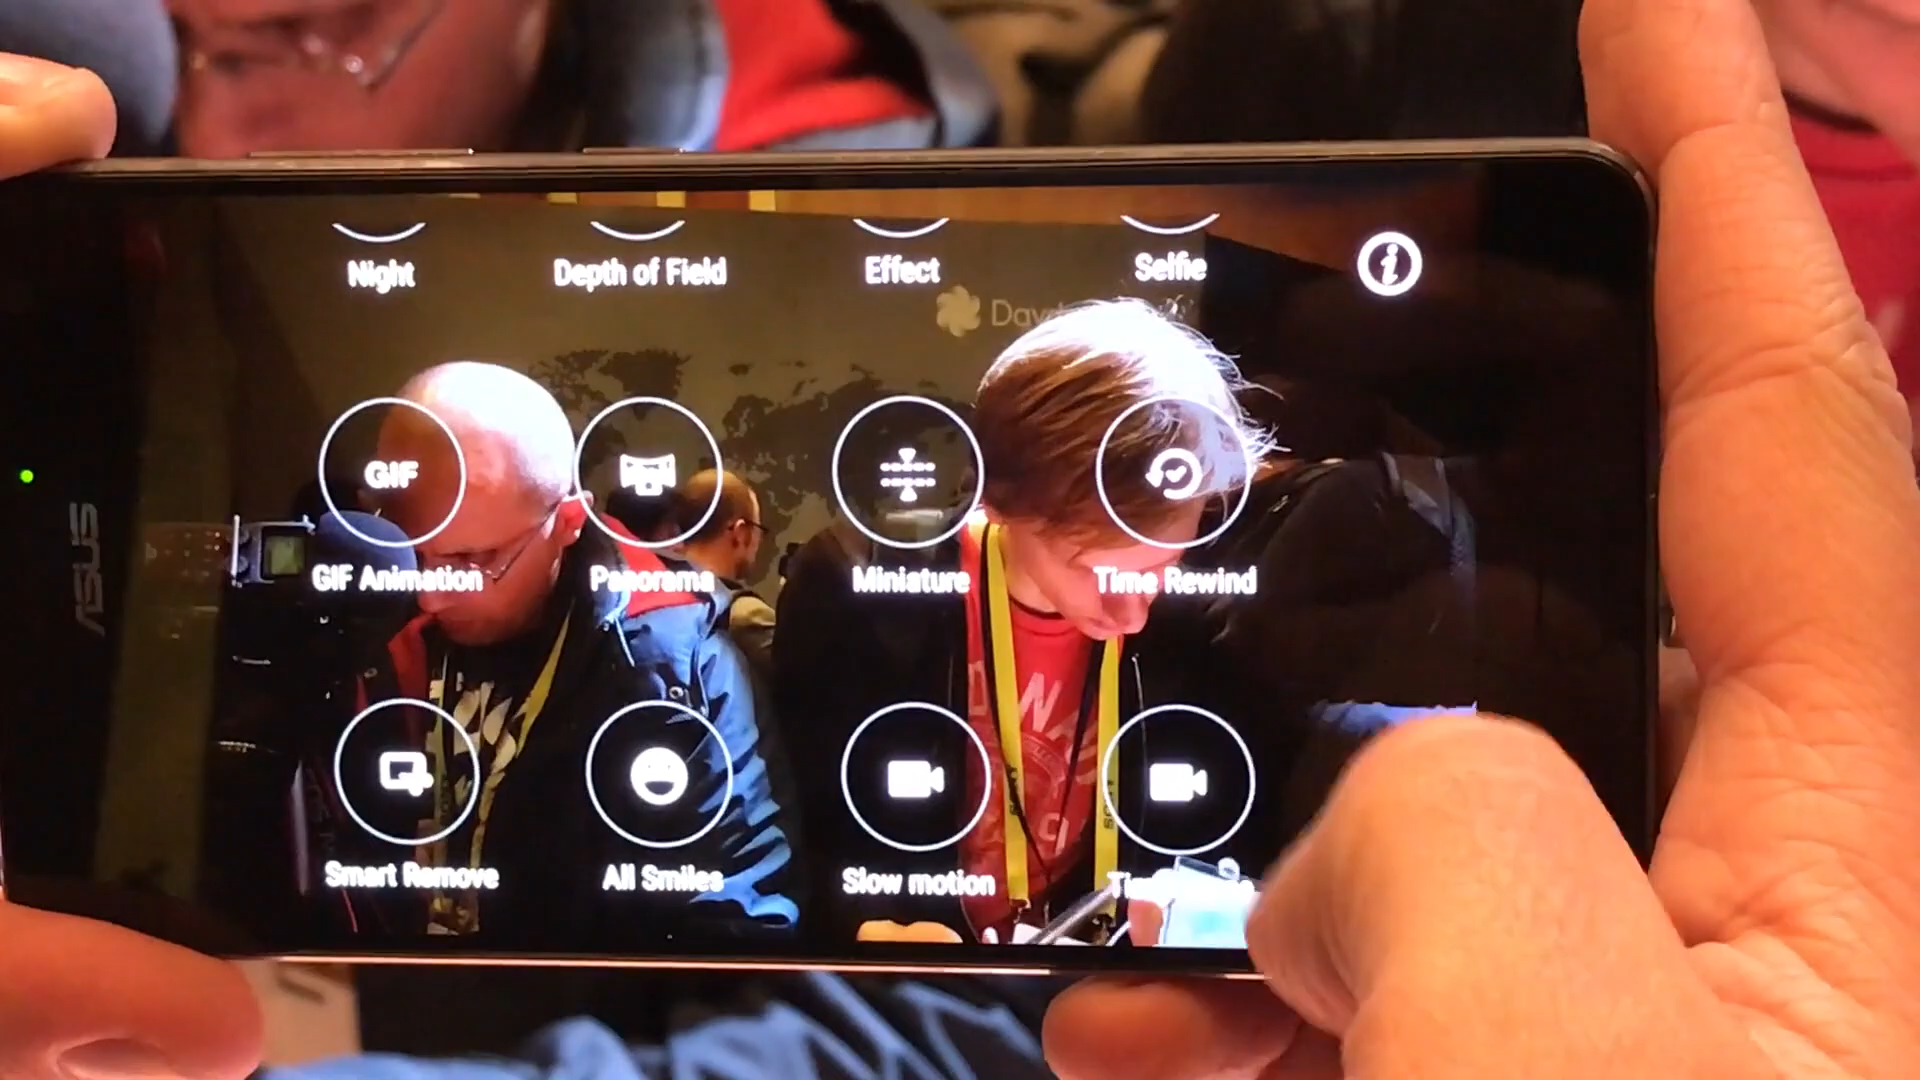 Night
Depth of Field
Effect
Selfie
GIF
GIF Animation
Panorama
Miniature
Time Rewind
Smart Remove
All Smiles
Slow motion
ASUS